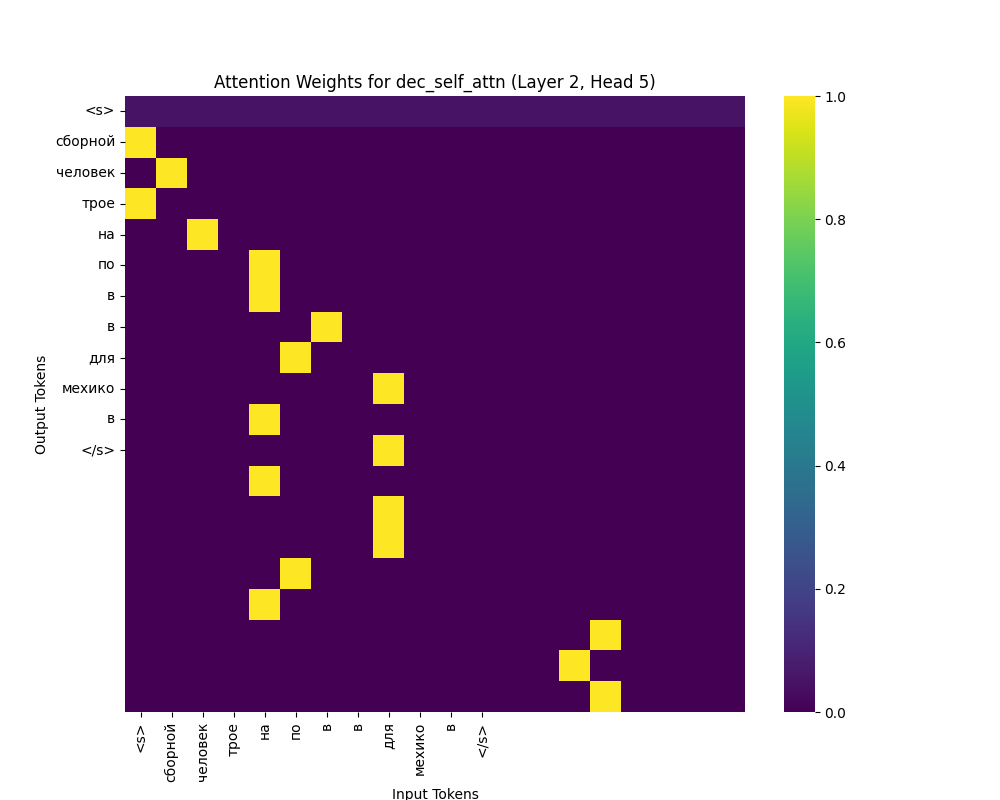 Attention Weights for dec_self_attn (Layer 2, Head 5)
<s>
сборной
человек
трое
на
по
в
в
для
мехико
в
</s>
Output Tokens
<s>
сборной
человек
трое
на
по
в
в
для
мехико
в
</s>
Input Tokens
1.0
0.8
0.6
0.4
0.2
0.0